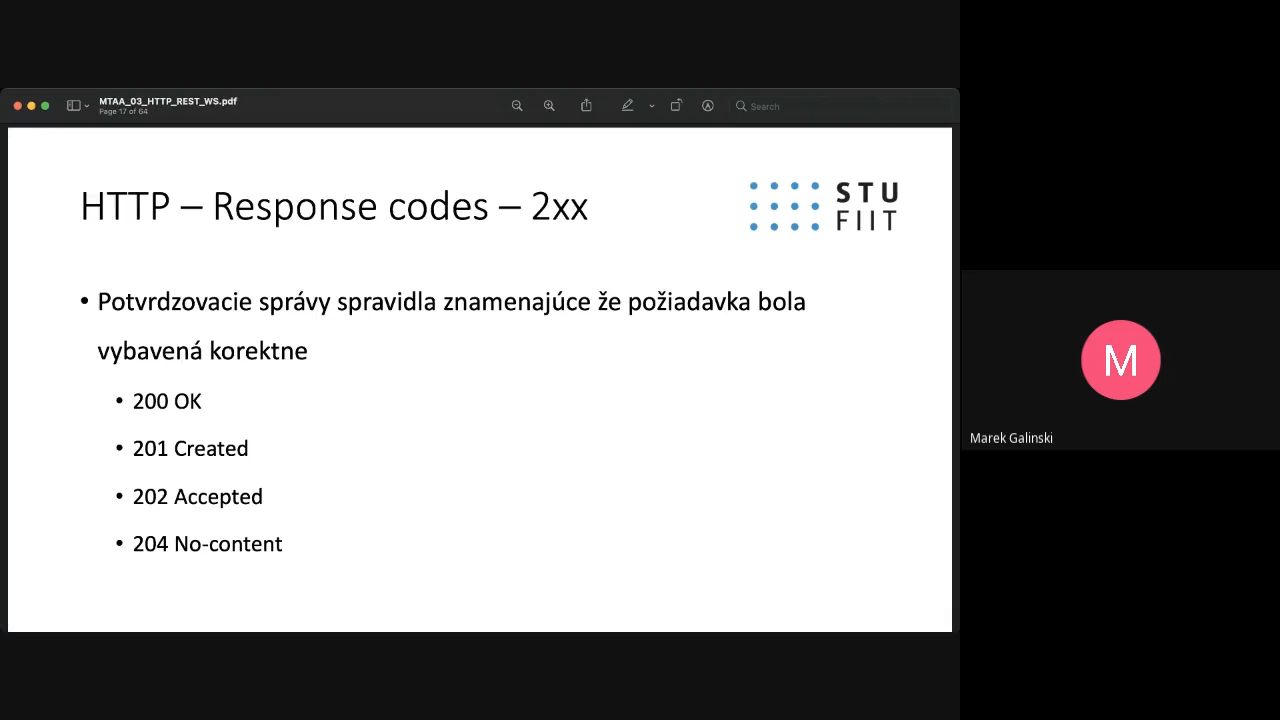 MTAA_03_HTTP_REST_WS.pdf
Page 17 of 64
Search
HTTP – Response codes – 2xx
STU
FIIT
• Potvrdzovacie správy spravidla znamenajúce že požiadavka bola
vybavená korektne
• 200 OK
• 201 Created
• 202 Accepted
• 204 No-content
M
Marek Galinski